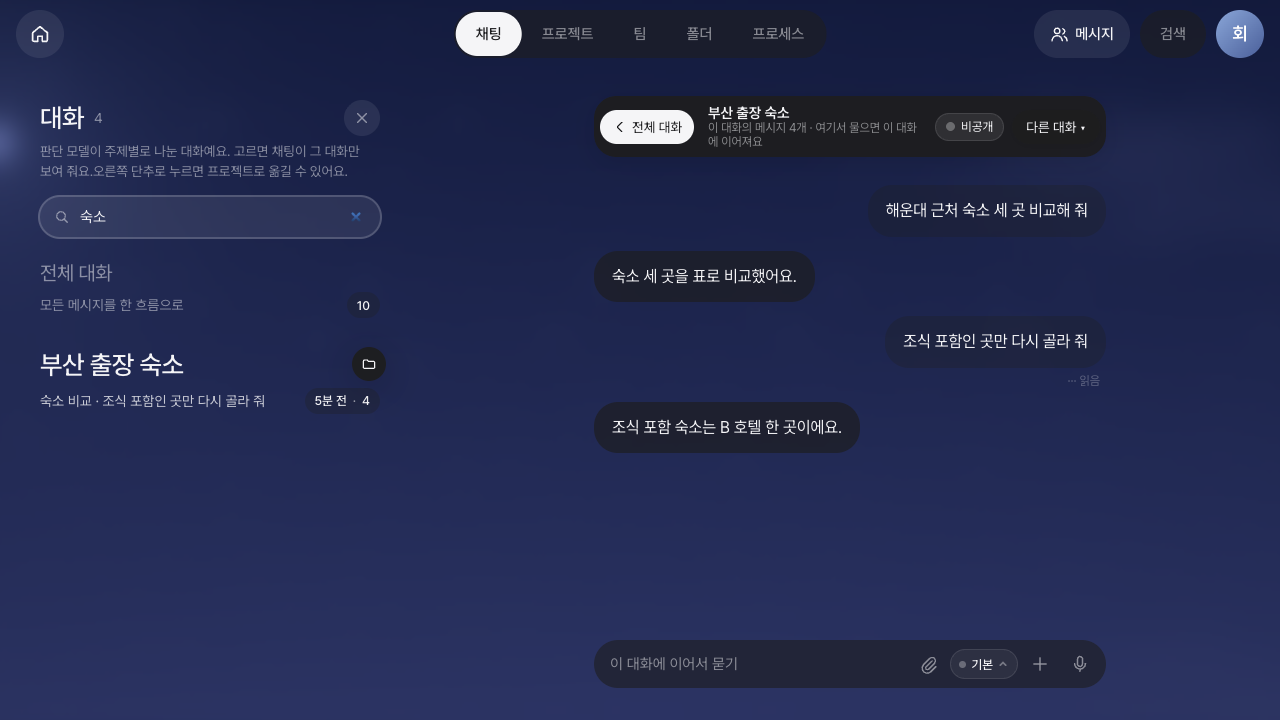 채팅
프로젝트
팀
폴더
프로세스
메시지
검색
회
대화 4
판단 모델이 주제별로 나눈 대화예요. 고르면 채팅이 그 대화만
보여 줘요.오른쪽 단추로 누르면 프로젝트로 옮길 수 있어요.
숙소
전체 대화
모든 메시지를 한 흐름으로
10
부산 출장 숙소
숙소 비교 · 조식 포함인 곳만 다시 골라 줘
5분 전 · 4
전체 대화
부산 출장 숙소
이 대화의 메시지 4개 · 여기서 물으면 이 대화
에 이어져요
비공개
다른 대화 ▾
해운대 근처 숙소 세 곳 비교해 줘
숙소 세 곳을 표로 비교했어요.
조식 포함인 곳만 다시 골라 줘
··· 읽음
조식 포함 숙소는 B 호텔 한 곳이에요.
이 대화에 이어서 묻기
기본